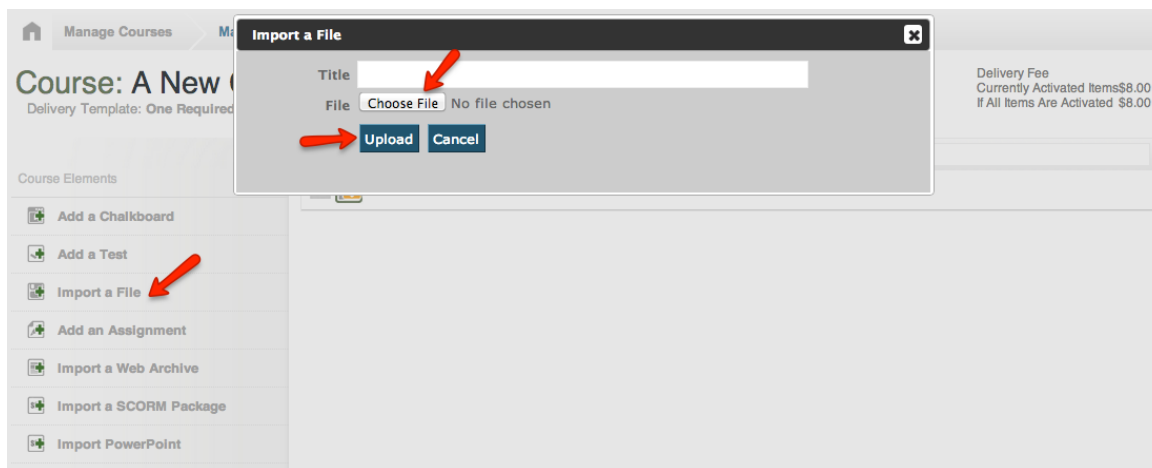 Manage Courses
Import a File
Title
Course: A New
Delivery Fee
Currently Activated Items$8.00
If All Items Are Activated $8.00
File Choose File No file chosen
Delivery Template: One Required
Upload Cancel
Course Elements
Add a Chalkboard
Add a Test
Import a File
Add an Assignment
Import a Web Archive
Import a SCORM Package
Import PowerPoint